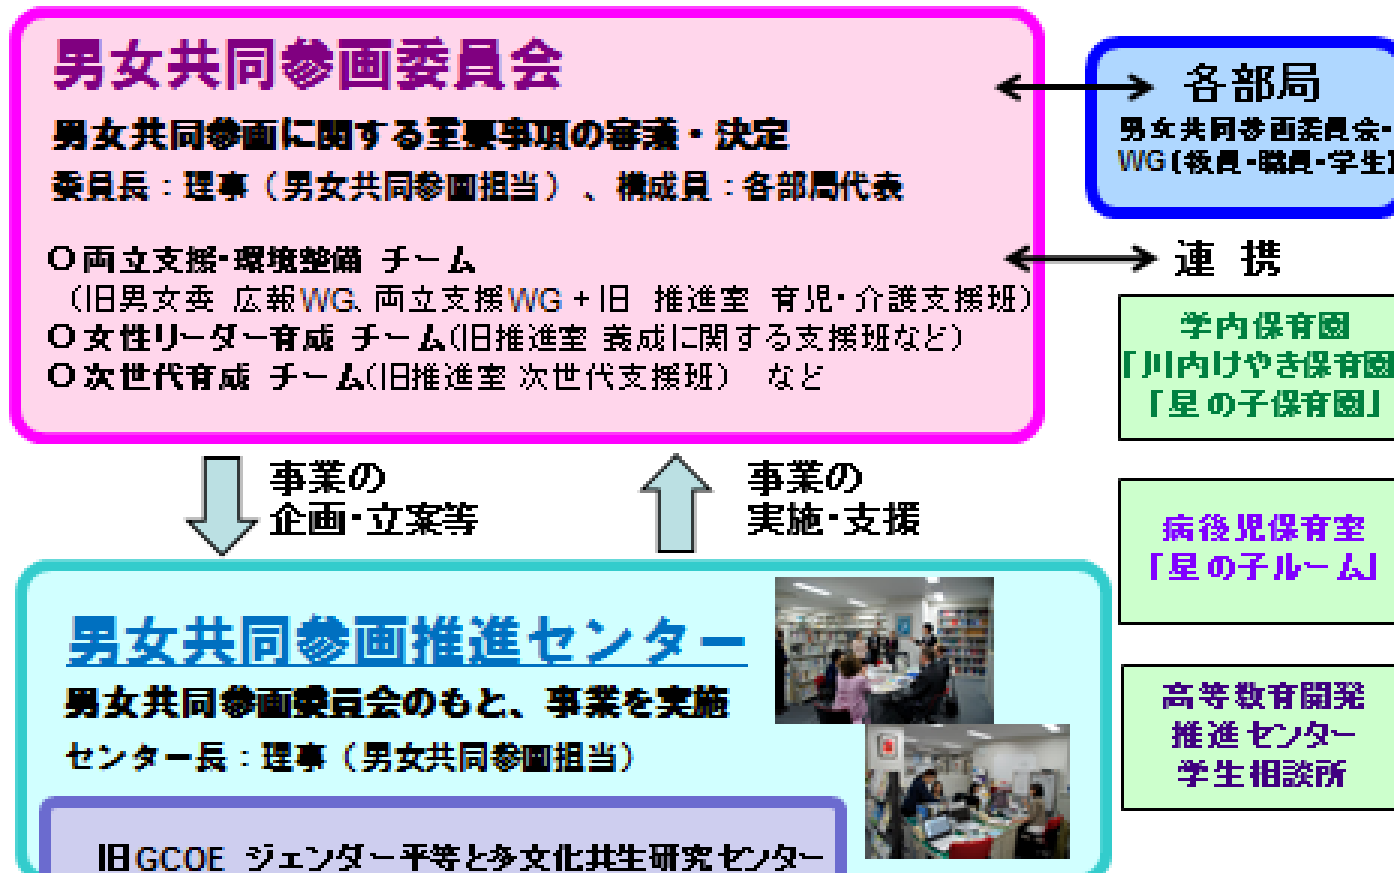 男女共同参画委員会
男女共同参画に関する重要事項の審議・決定
委員長：理事（男女共同参画担当）、構成員：各部局代表
○両立支援・環境整備 チーム
（旧男女委 広報WG、両立支援WG＋旧 推進室 育児・介護支援班）
○女性リーダー育成 チーム(旧推進室 養成に関する支援班など）
○次世代育成 チーム(旧推進室 次世代支援班） など
各部局
男女共同参画委員会・
WG【教員・職員・学生】
連 携
学内保育園
「川内けやき保育園
「星の子保育園」
病後児保育室
「星の子ルーム」
高等教育開発
推進センター
学生相談所
事業の
企画・立案等
事業の
実施・支援
男女共同参画推進センター
男女共同参画委員会のもと、事業を実施
センター長：理事（男女共同参画担当）
旧GCOE ジェンダー平等と多文化共生研究センター